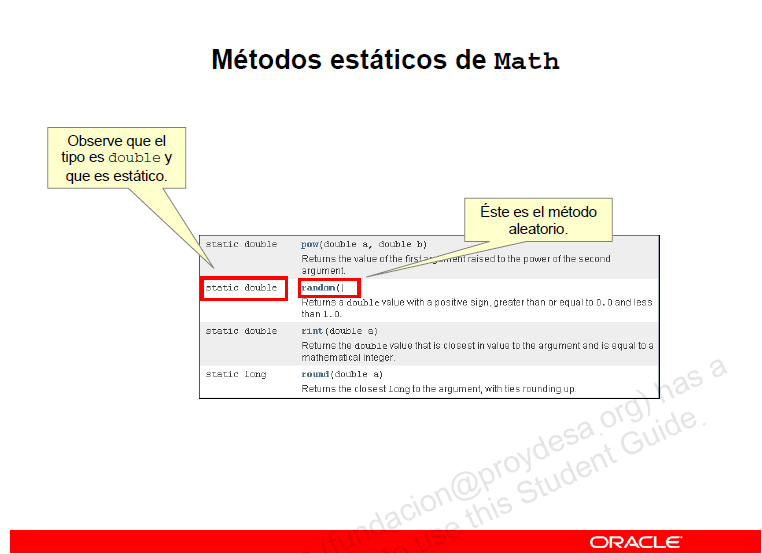 Métodos estáticos de Math
Observe que el
tipo es double y
que es estático.
Éste es el método
aleatorio.
static double pow(double a, double b)
Returns the value of the first argument raised to the power of the second
argument.
static double random()
Returns a double value with a positive sign, greater than or equal to 0.0 and less
than 1.0.
static double rint(double a)
Returns the double value that is closest in value to the argument and is equal to a
mathematical integer.
static long round(double a)
Returns the closest long to the argument, with ties rounding up.
(fundacion@proydesa.org) has a
to use this Student Guide.
ORACLE